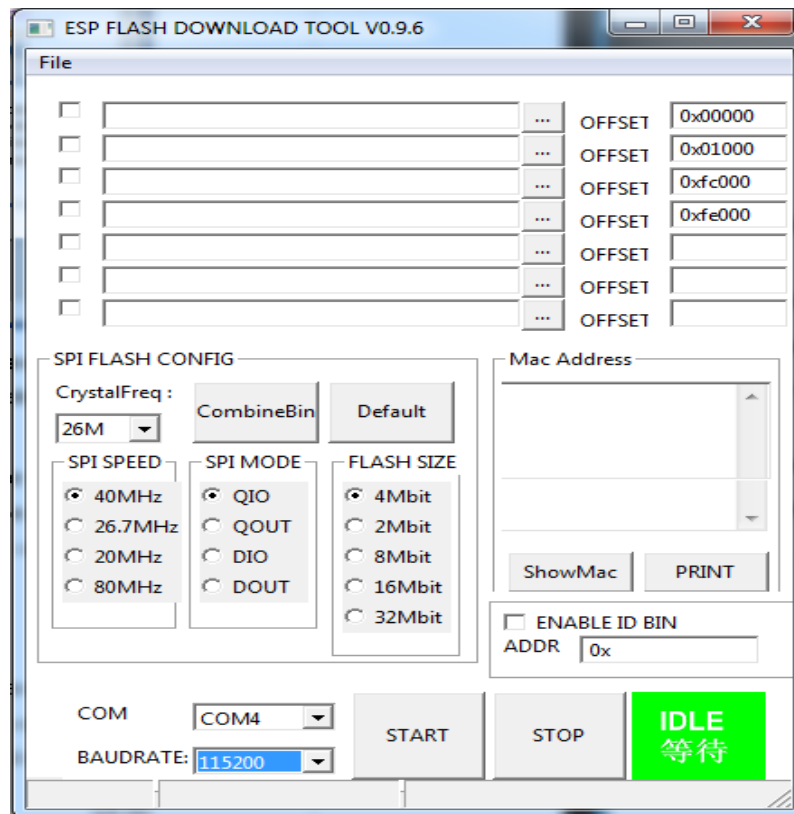 ESP FLASH DOWNLOAD TOOL V0.9.6
File
... OFFSET 0x00000
... OFFSET 0x01000
... OFFSET 0xfc000
... OFFSET 0xfe000
... OFFSET
... OFFSET
... OFFSET
SPI FLASH CONFIG
CrystalFreq :
26M
CombineBin
Default
SPI SPEED
40MHz
26.7MHz
20MHz
80MHz
SPI MODE
QIO
QOUT
DIO
DOUT
FLASH SIZE
4Mbit
2Mbit
8Mbit
16Mbit
32Mbit
Mac Address
ShowMac
PRINT
ENABLE ID BIN
ADDR 0x
COM COM4
BAUDRATE: 115200
START
STOP
IDLE
等待